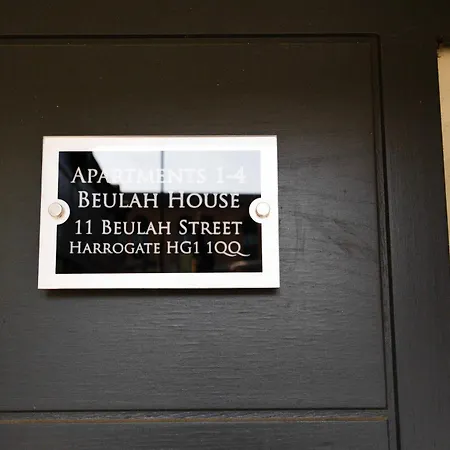 APARTMENTS 1-4
BEULAH HOUSE
11 BEULAH STREET
HARROGATE HG1 1QQ